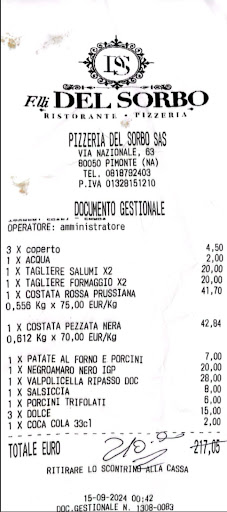 DS
F.lli DEL SORBO
RISTORANTE • PIZZERIA
PIZZERIA DEL SORBO SAS
VIA NAZIONALE, 63
80050 PIMONTE (NA)
TEL. 0818792403
P.IVA 01328151210
DOCUMENTO GESTIONALE
OPERATORE: amministratore
3 X coperto 4,50
1 X ACQUA 2,00
1 X TAGLIERE SALUMI X2 20,00
1 X TAGLIERE FORMAGGIO X2 20,00
1 X COSTATA ROSSA PRUSSIANA 41,70
0,556 Kg x 75,00 EUR/Kg
1 X COSTATA PEZZATA NERA 42,84
0,612 Kg x 70,00 EUR/Kg
1 X PATATE AL FORNO E PORCINI 7,00
1 X NEGROAMARO NERO IGP 20,00
1 X VALPOLICELLA RIPASSO DOC 28,00
1 X SALSICCIA 8,00
1 X PORCINI TRIFOLATI 6,00
3 X DOLCE 15,00
1 X COCA COLA 33cl 2,00
TOTALE EURO 217,05
RITIRARE LO SCONTRINO ALLA CASSA
15-09-2024 00:42
DOC.GESTIONALE N. 1308-0083